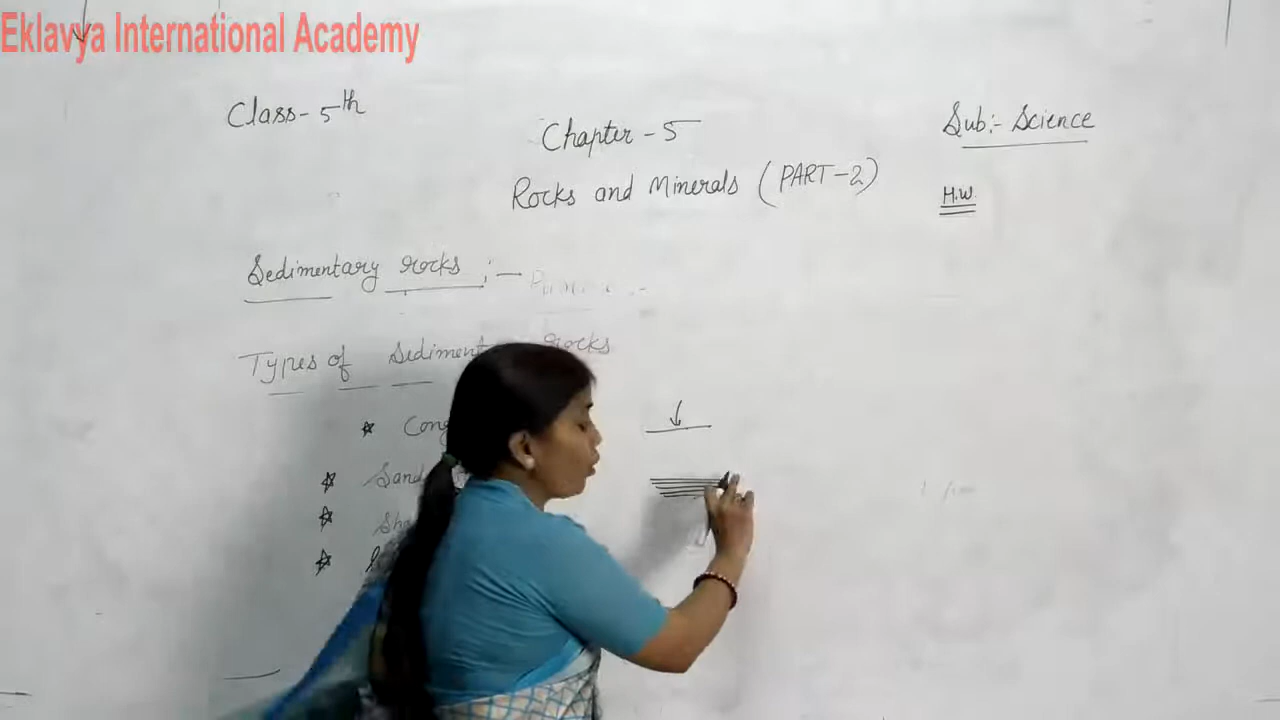 Eklavya International Academy
Class-5th
Chapter-5
Sub:- Science
Rocks and Minerals (PART-2)
H.W.
Sedimentary rocks :-
Types of Sediment rocks
Cong
Sand
Sh